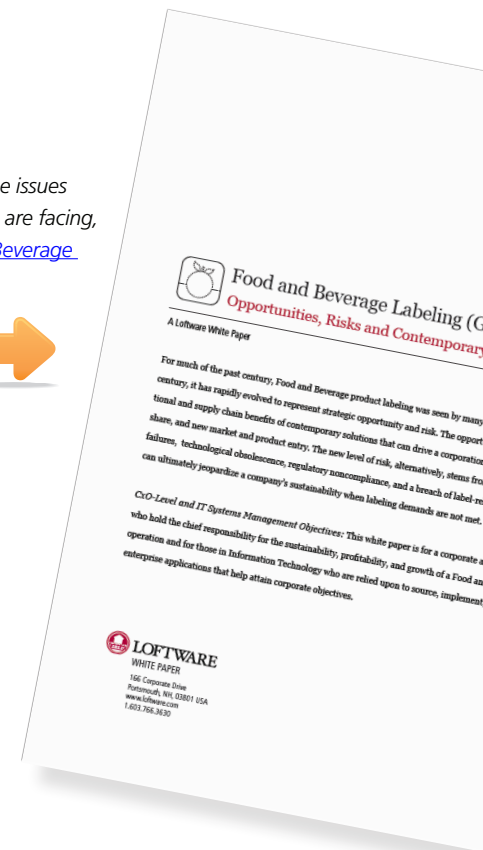 e issues
are facing,
Beverage
Food and Beverage Labeling (G
Opportunities, Risks and Contemporary
A Loftware White Paper
For much of the past century, Food and Beverage product labeling was seen by many
century, it has rapidly evolved to represent strategic opportunity and risk. The opport
tional and supply chain benefits of contemporary solutions that can drive a corporation
share, and new market and product entry. The new level of risk, alternatively, stems fro
failures, technological obsolescence, regulatory noncompliance, and a breach of label-re
can ultimately jeopardize a company's sustainability when labeling demands are not met.
CxO-Level and IT Systems Management Objectives: This white paper is for a corporate a
who hold the chief responsibility for the sustainability, profitability, and growth of a Food an
operation and for those in Information Technology who are relied upon to source, implement,
enterprise applications that help attain corporate objectives.
LOFTWARE
WHITE PAPER
166 Corporate Drive
Portsmouth, NH, 03801 USA
www.loftware.com
1.603.766.3630